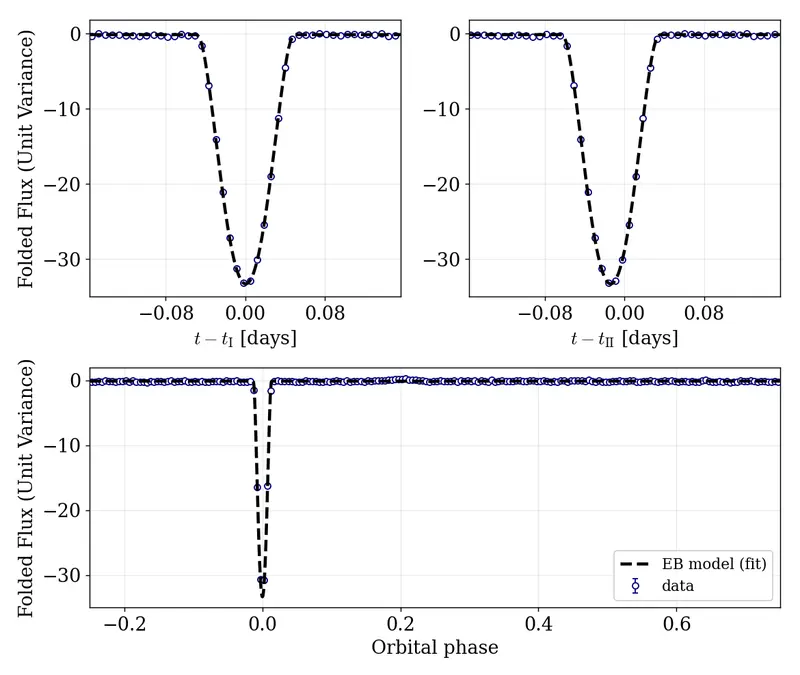 Folded Flux (Unit Variance)
0
−10
−20
−30
−0.08 0.00 0.08
t − tI [days]
0
−10
−20
−30
−0.08 0.00 0.08
t − tII [days]
Folded Flux (Unit Variance)
0
−10
−20
−30
−0.2 0.0 0.2 0.4 0.6
Orbital phase
EB model (fit)
data